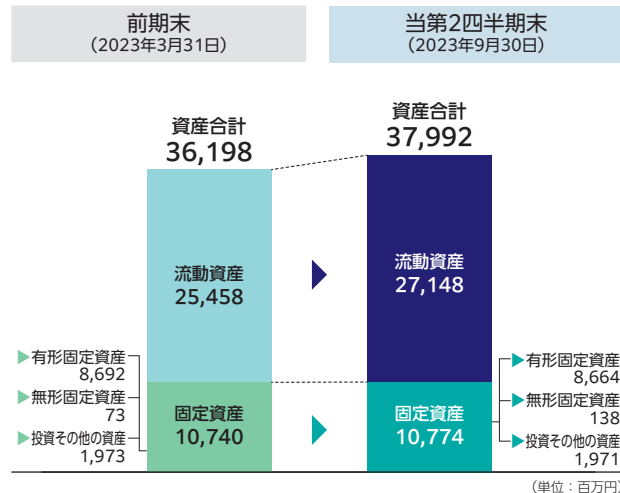 前期末
（2023年3月31日）
当第2四半期末
（2023年9月30日）
資産合計
36,198
資産合計
37,992
流動資産
25,458
流動資産
27,148
▶有形固定資産
8,692
▶無形固定資産
73
▶投資その他の資産
1,973
固定資産
10,740
固定資産
10,774
▶有形固定資産
8,664
▶無形固定資産
138
▶投資その他の資産
1,971
（単位：百万円）